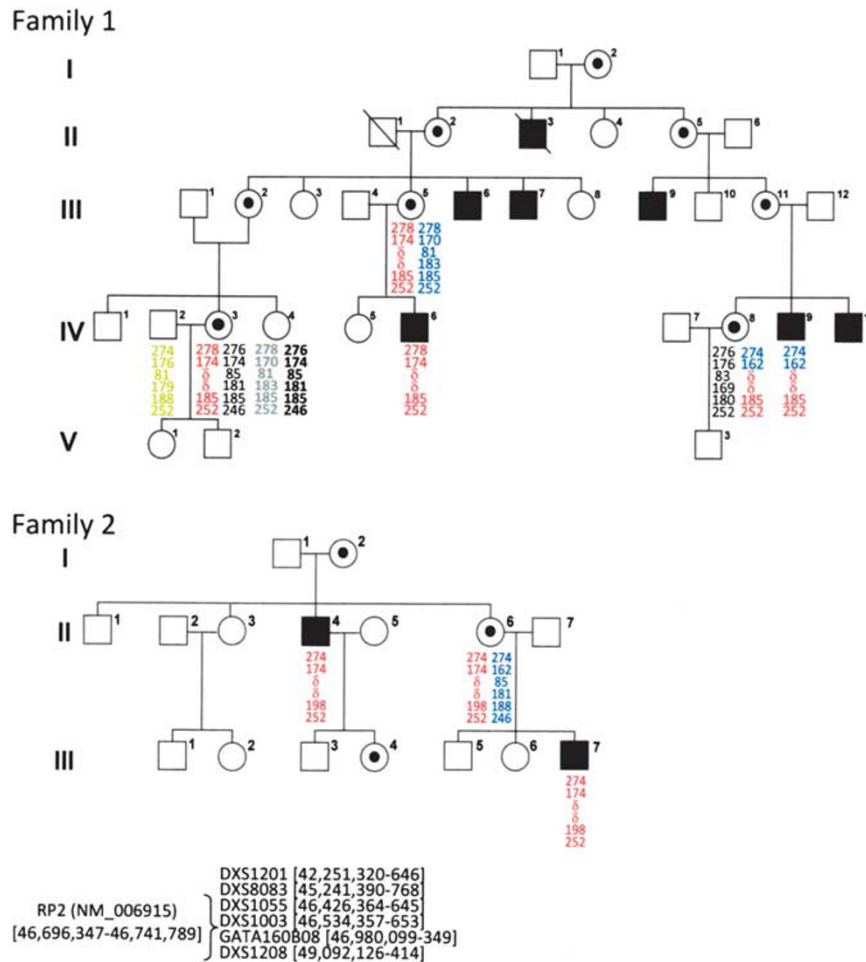 Family 1
I
1 2
II
1 2 3 4 5 6
III
1 2 3 4 5 6 7 8 9 10 11 12
278 278
174 170
δ 81
δ 183
185 185
252 252
IV
1 2 3 4 5 6 7 8 9 1
274 278 276 278 276 278 276 274 274
176 174 174 170 174 174 176 162 162
81 δ 85 81 85 δ 83 δ δ
179 δ 181 183 181 δ 169 δ δ
188 185 185 185 185 185 180 185 185
252 252 246 252 246 252 252 252 252
V
1 2 3
Family 2
I
1 2
II
1 2 3 4 5 6 7
274 274 274
174 174 162
δ δ 85
δ δ 181
198 198 188
252 252 246
III
1 2 3 4 5 6 7
274
174
δ
δ
198
252
DXS1201 [42,251,320-646]
DXS8083 [45,241,390-768]
DXS1055 [46,426,364-645]
RP2 (NM_006915)
DXS1003 [46,534,357-653]
[46,696,347-46,741,789]
GATA160B08 [46,980,099-349]
DXS1208 [49,092,126-414]